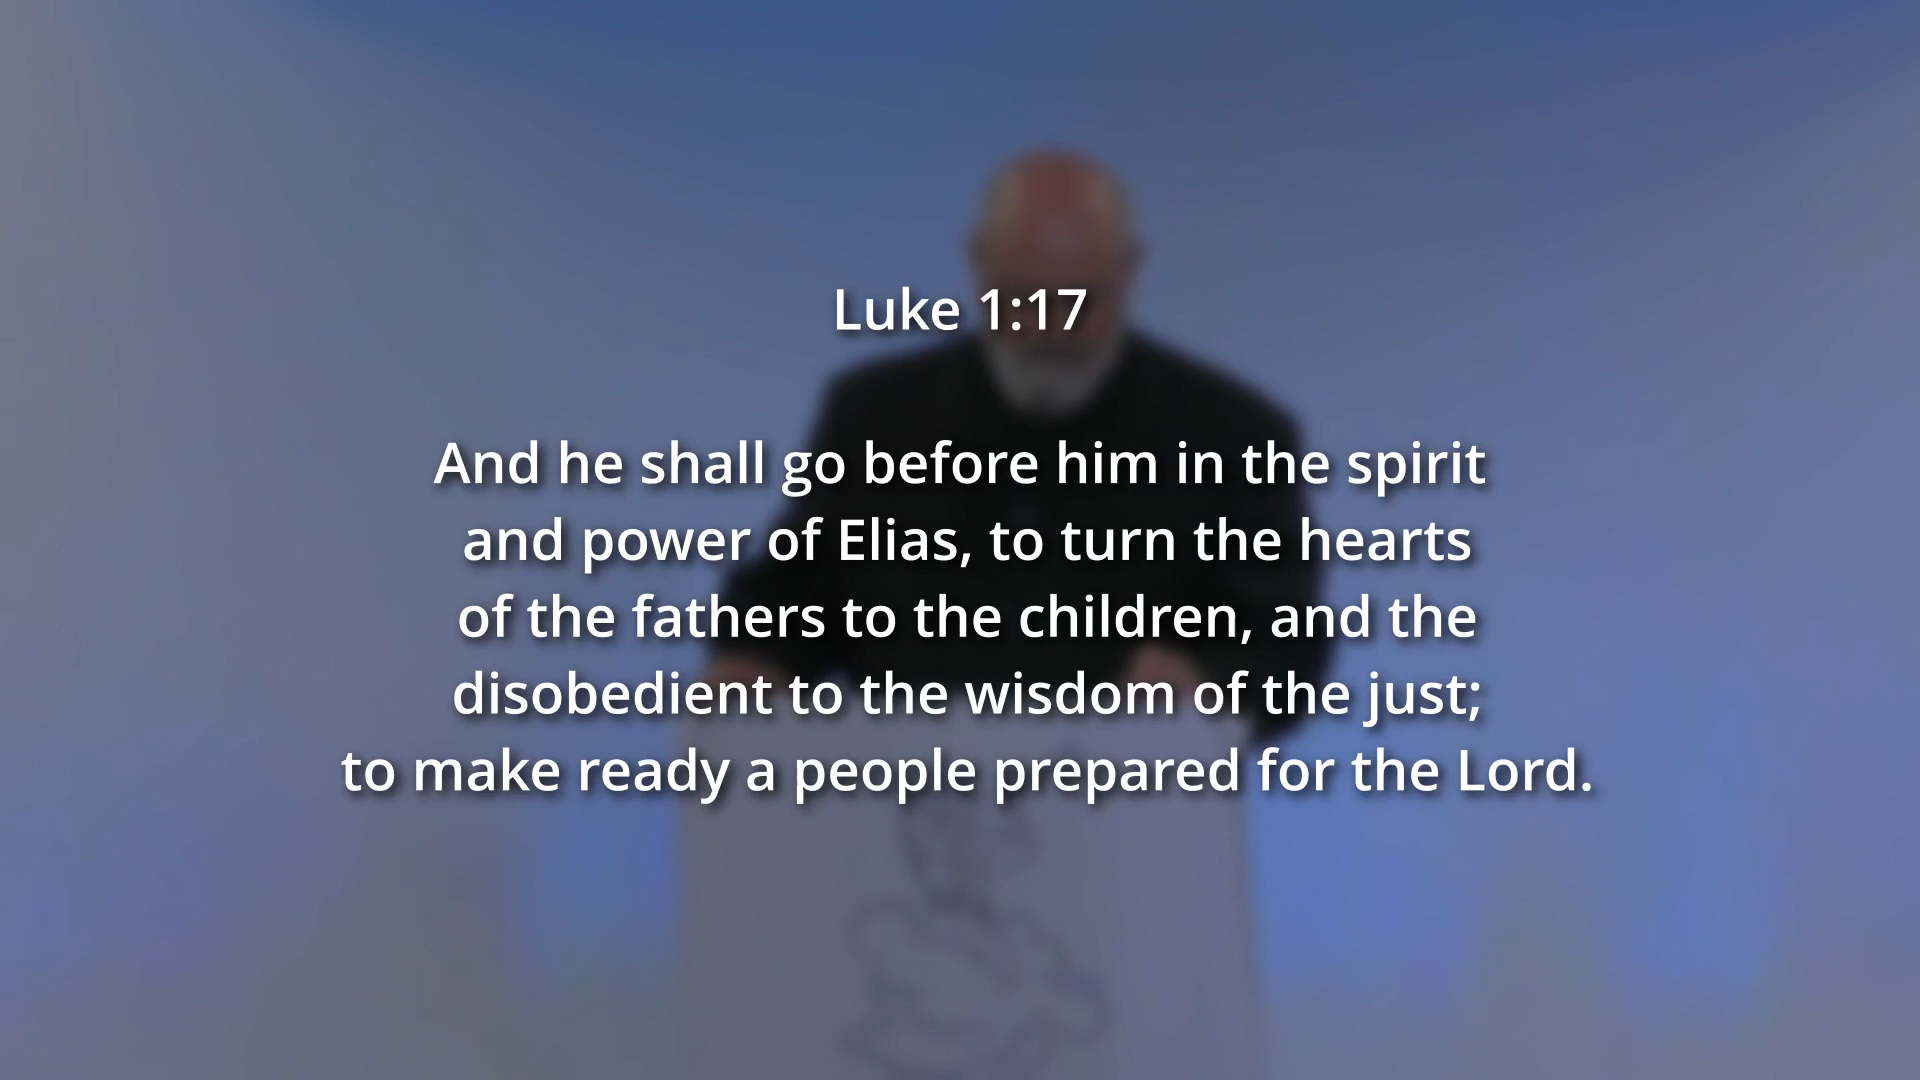 Luke 1:17
And he shall go before him in the spirit
and power of Elias, to turn the hearts
of the fathers to the children, and the
disobedient to the wisdom of the just;
to make ready a people prepared for the Lord.